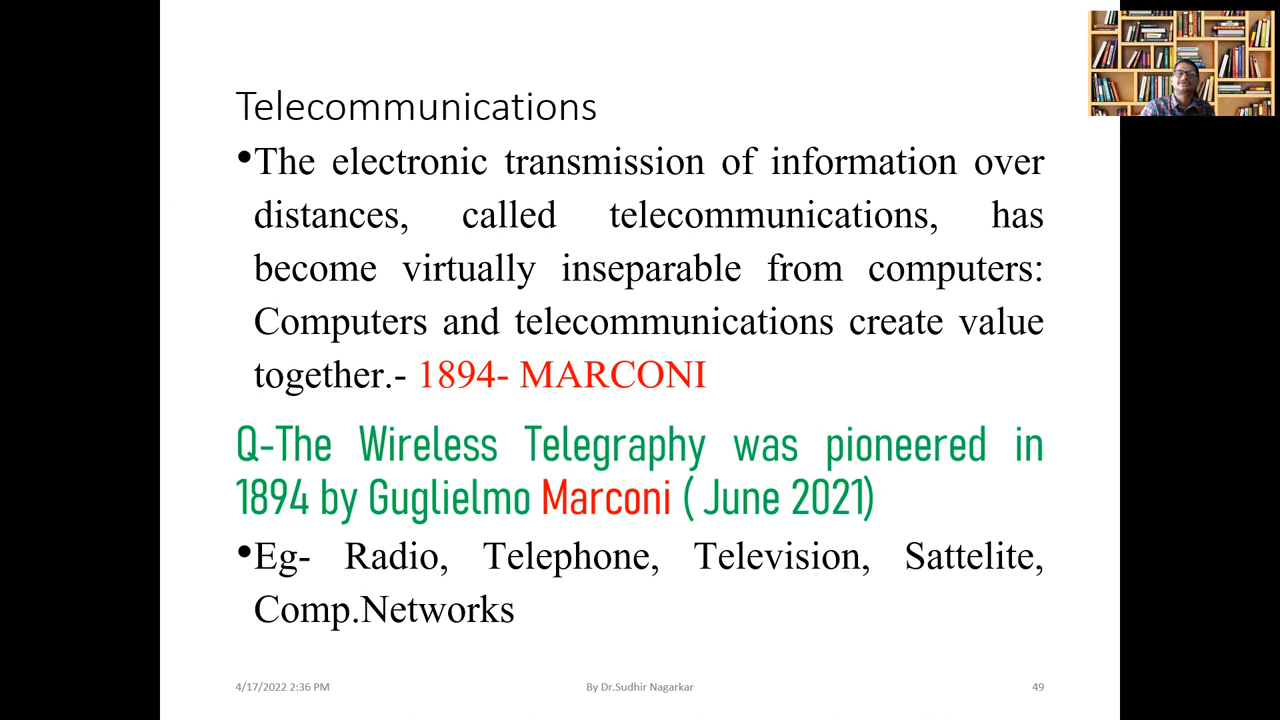 Telecommunications
•The electronic transmission of information over
distances, called telecommunications, has
become virtually inseparable from computers:
Computers and telecommunications create value
together.- 1894- MARCONI
Q-The Wireless Telegraphy was pioneered in
1894 by Guglielmo Marconi ( June 2021)
•Eg- Radio, Telephone, Television, Sattelite,
Comp.Networks
4/17/2022 2:36 PM By Dr.Sudhir Nagarkar 49